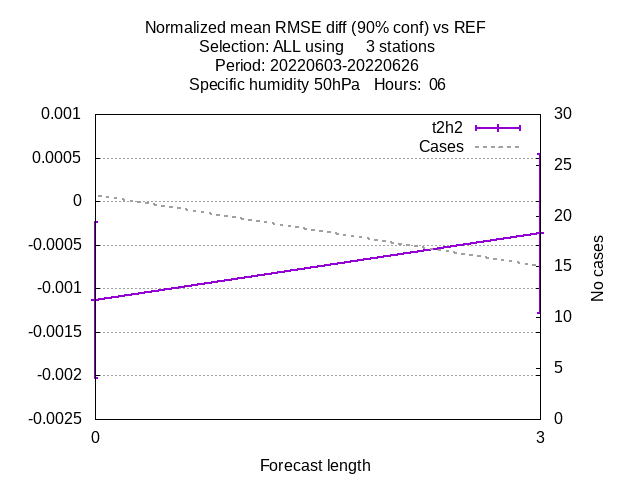 Normalized mean RMSE diff (90% conf) vs REF
Selection: ALL using     3 stations
Period: 20220603-20220626
Specific humidity 50hPa   Hours:  06
0.001
0.0005
0
-0.0005
-0.001
-0.0015
-0.002
-0.0025
30
25
20
15
10
5
0
t2h2
Cases
No cases
0
3
Forecast length